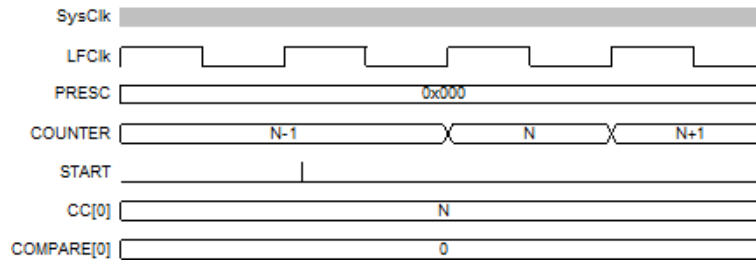 SysClk
LFClk
PRESC 0x000
COUNTER N-1 N N+1
START
CC[0] N
COMPARE[0] 0